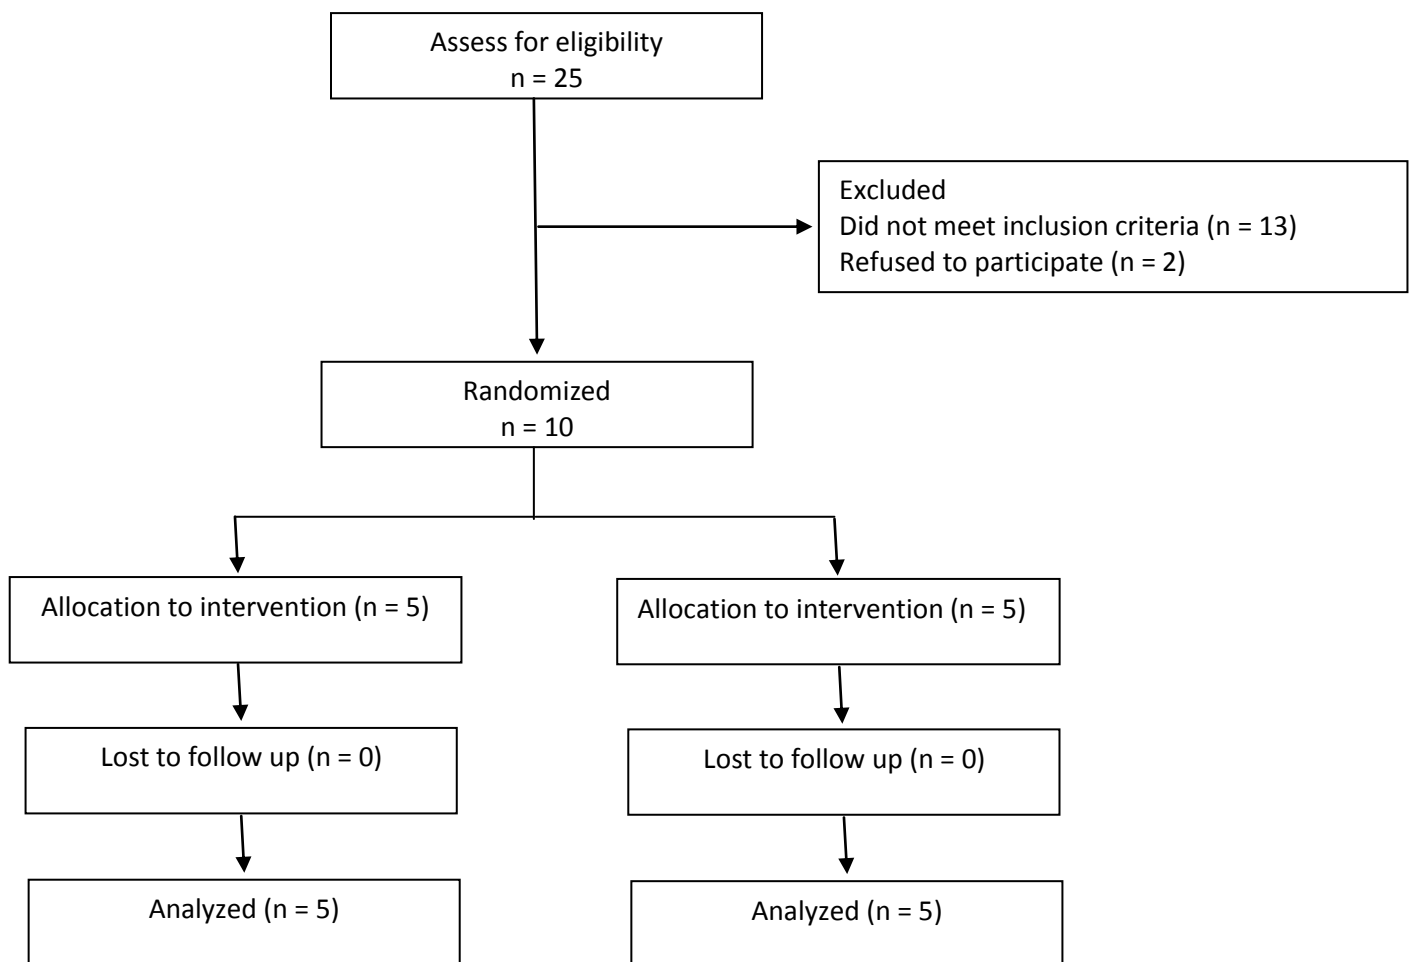 Assess for eligibility
n = 25
Excluded
Did not meet inclusion criteria (n = 13)
Refused to participate (n = 2)
Randomized
n = 10
Allocation to intervention (n = 5)
Allocation to intervention (n = 5)
Lost to follow up (n = 0)
Lost to follow up (n = 0)
Analyzed (n = 5)
Analyzed (n = 5)